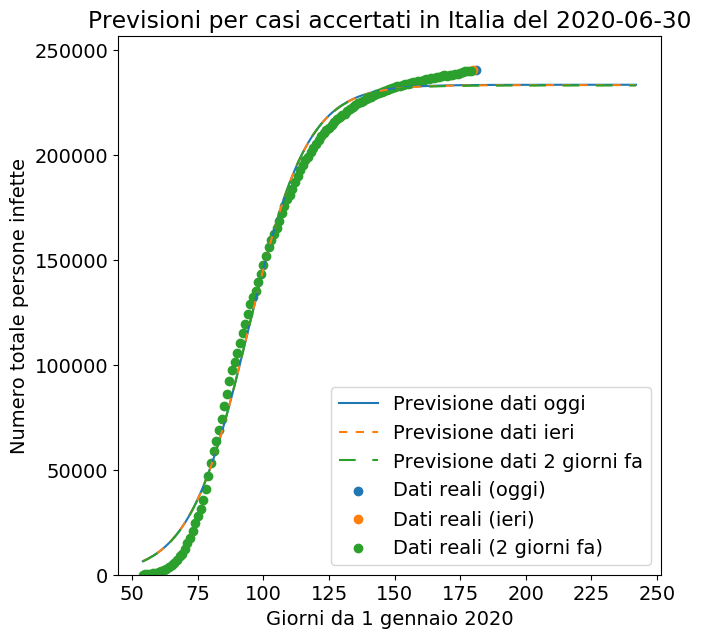 Previsioni per casi accertati in Italia del 2020-06-30
Numero totale persone infette
250000
200000
150000
100000
50000
0
50
75
100
125
150
175
200
225
250
Giorni da 1 gennaio 2020
Previsione dati oggi
Previsione dati ieri
Previsione dati 2 giorni fa
Dati reali (oggi)
Dati reali (ieri)
Dati reali (2 giorni fa)